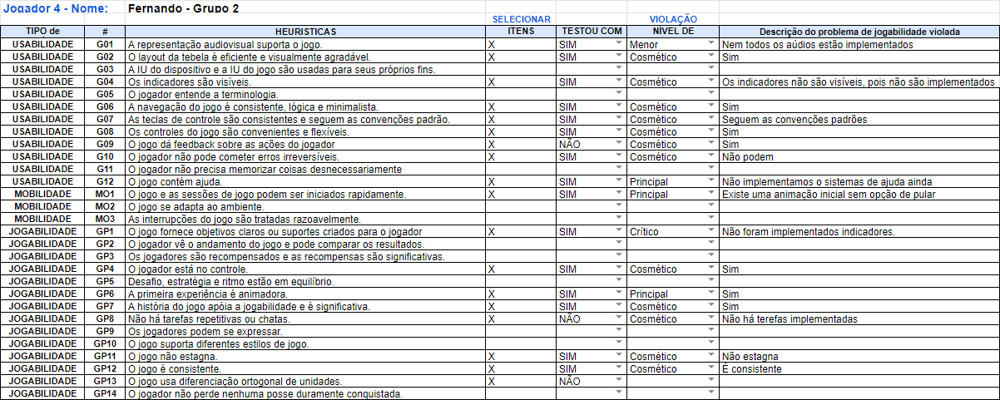 Jogador 4 - Nome: Fernando - Grupo 2
SELECIONAR VIOLAÇÃO
TIPO de # HEURISTICAS ITENS TESTOU COM NÍVEL DE Descrição do problema de jogabilidade violada
USABILIDADE G01 A representação audiovisual suporta o jogo. X SIM Menor Nem todos os aúdios estão implementados
USABILIDADE G02 O layout da tebela é eficiente e visualmente agradável. X SIM Cosmético Sim
USABILIDADE G03 A IU do dispositivo e a IU do jogo são usadas para seus próprios fins.
USABILIDADE G04 Os indicadores são visíveis. X SIM Cosmético Os indicadores não são visíveis, pois não são implementados
USABILIDADE G05 O jogador entende a terminologia.
USABILIDADE G06 A navegação do jogo é consistente, lógica e minimalista. X SIM Cosmético Sim
USABILIDADE G07 As teclas de controle são consistentes e seguem as convenções padrão. X SIM Cosmético Seguem as convenções padrões
USABILIDADE G08 Os controles do jogo são convenientes e flexíveis. X SIM Cosmético Sim
USABILIDADE G09 O jogo dá feedback sobre as ações do jogador X NÃO Cosmético Sim
USABILIDADE G10 O jogador não pode cometer erros irreversíveis. X SIM Cosmético Não podem
USABILIDADE G11 O jogador não precisa memorizar coisas desnecessariamente
USABILIDADE G12 O jogo contém ajuda. X SIM Principal Não implementamos o sistemas de ajuda ainda
MOBILIDADE MO1 O jogo e as sessões de jogo podem ser iniciados rapidamente. X SIM Principal Existe uma animação inicial sem opção de pular
MOBILIDADE MO2 O jogo se adapta ao ambiente.
MOBILIDADE MO3 As interrupções do jogo são tratadas razoavelmente.
JOGABILIDADE GP1 O jogo fornece objetivos claros ou suportes criados para o jogador X SIM Crítico Não foram implementados indicadores.
JOGABILIDADE GP2 O jogador vê o andamento do jogo e pode comparar os resultados.
JOGABILIDADE GP3 Os jogadores são recompensados e as recompensas são significativas.
JOGABILIDADE GP4 O jogador está no controle. X SIM Cosmético Sim
JOGABILIDADE GP5 Desafio, estratégia e ritmo estão em equilíbrio.
JOGABILIDADE GP6 A primeira experiência é animadora. X SIM Principal Sim
JOGABILIDADE GP7 A história do jogo apóia a jogabilidade e é significativa. X SIM Cosmético Sim
JOGABILIDADE GP8 Não há tarefas repetitivas ou chatas. X NÃO Cosmético Não há terefas implementadas
JOGABILIDADE GP9 Os jogadores podem se expressar.
JOGABILIDADE GP10 O jogo suporta diferentes estilos de jogo.
JOGABILIDADE GP11 O jogo não estagna. X SIM Cosmético Não estagna
JOGABILIDADE GP12 O jogo é consistente. X SIM Cosmético É consistente
JOGABILIDADE GP13 O jogo usa diferenciação ortogonal de unidades. X NÃO
JOGABILIDADE GP14 O jogador não perde nenhuma posse duramente conquistada.